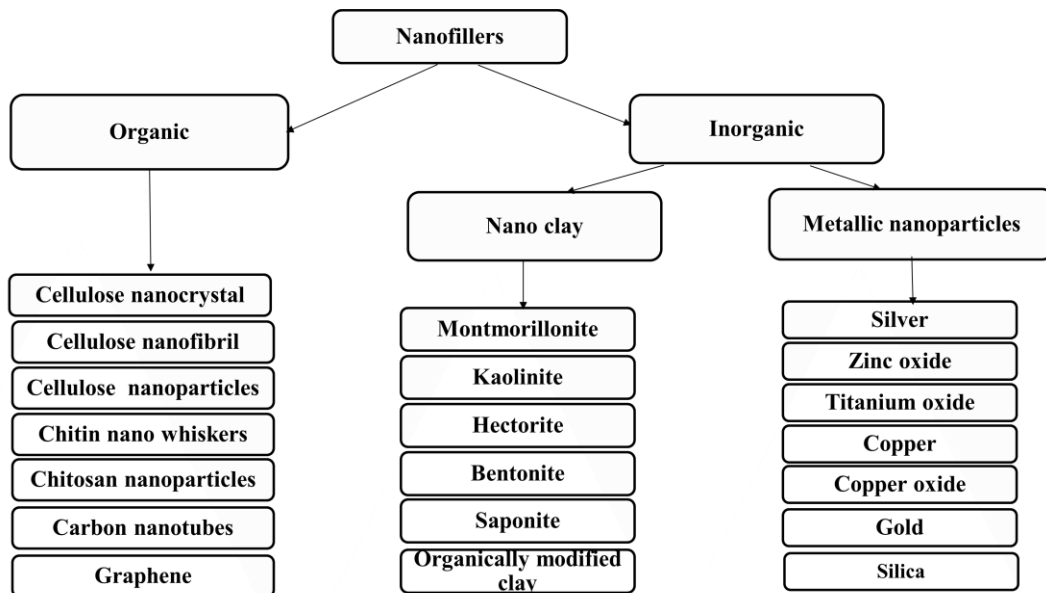 Nanofillers
Organic
Inorganic
Nano clay
Metallic nanoparticles
Cellulose nanocrystal
Cellulose nanofibril
Cellulose nanoparticles
Chitin nano whiskers
Chitosan nanoparticles
Carbon nanotubes
Graphene
Montmorillonite
Kaolinite
Hectorite
Bentonite
Saponite
Organically modified
clay
Silver
Zinc oxide
Titanium oxide
Copper
Copper oxide
Gold
Silica